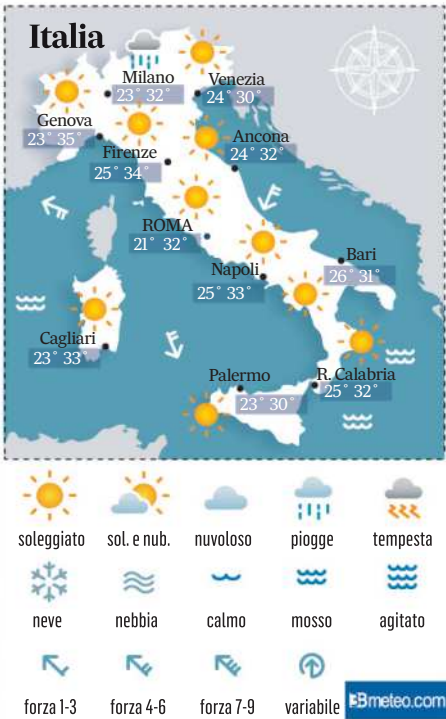 Italia
Milano
23° 32°
Venezia
24° 30°
Genova
23° 35°
Ancona
24° 32°
Firenze
25° 34°
ROMA
21° 32°
Bari
26° 31°
Napoli
25° 33°
Cagliari
23° 33°
Palermo
23° 30°
R. Calabria
25° 32°
soleggiato
sol. e nub.
nuvoloso
piogge
tempesta
neve
nebbia
calmo
mosso
agitato
forza 1-3
forza 4-6
forza 7-9
variabile
3Bmeteo.com